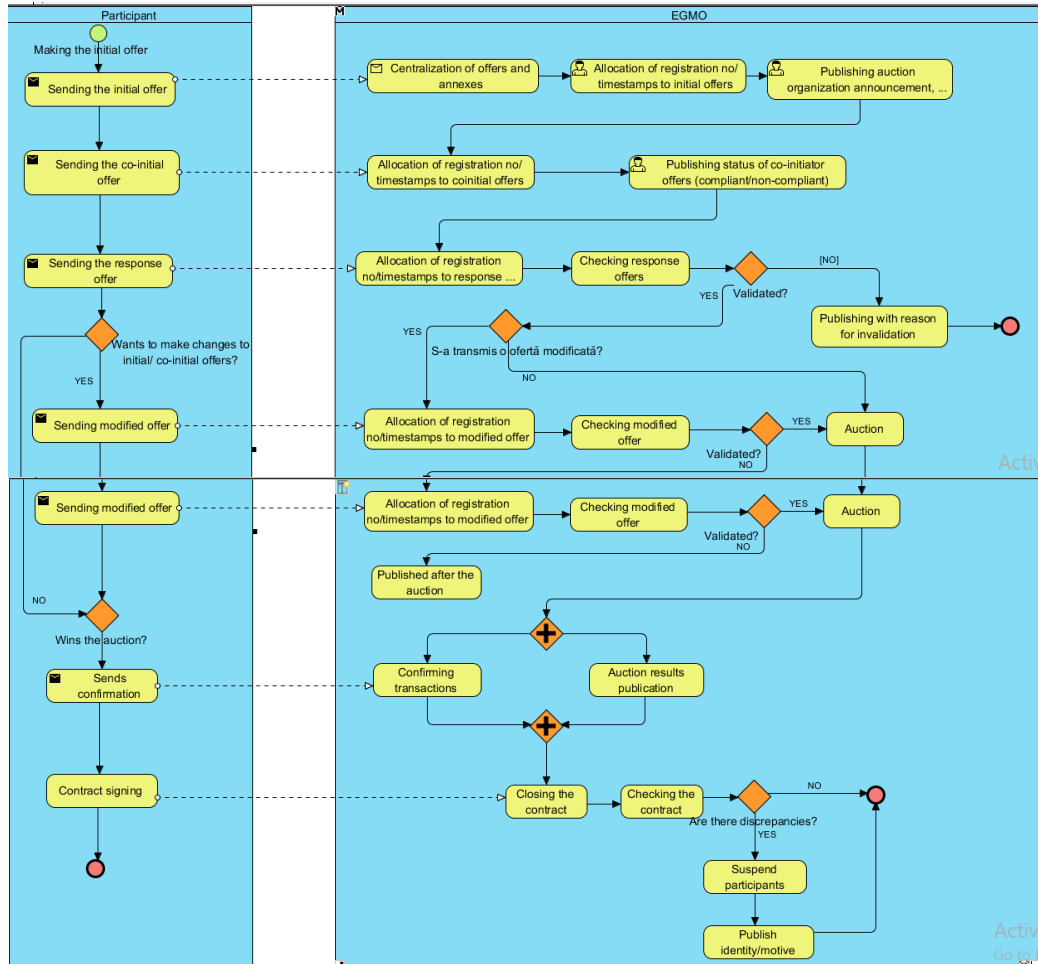 Participant
EGMO
M
Making the initial offer
Sending the initial offer
Centralization of offers and
annexes
Allocation of registration no/
timestamps to initial offers
Publishing auction
organization announcement, ...
Sending the co-initial
offer
Allocation of registration no/
timestamps to coinitial offers
Publishing status of co-initiator
offers (compliant/non-compliant)
Sending the response
offer
Allocation of registration
no/timestamps to response ...
Checking response
offers
[NO]
YES
Validated?
Publishing with reason
for invalidation
Wants to make changes to
initial/ co-initial offers?
YES
YES
S-a transmis o ofertă modificată?
NO
Sending modified offer
Allocation of registration
no/timestamps to modified offer
Checking modified
offer
YES
Validated?
NO
Auction
Activ
Sending modified offer
Allocation of registration
no/timestamps to modified offer
Checking modified
offer
YES
Validated?
NO
Auction
Published after the
auction
NO
Wins the auction?
Sends
confirmation
Confirming
transactions
Auction results
publication
Contract signing
Closing the
contract
Checking the
contract
NO
Are there discrepancies?
YES
Suspend
participants
Publish
identity/motive
Activ
Go to